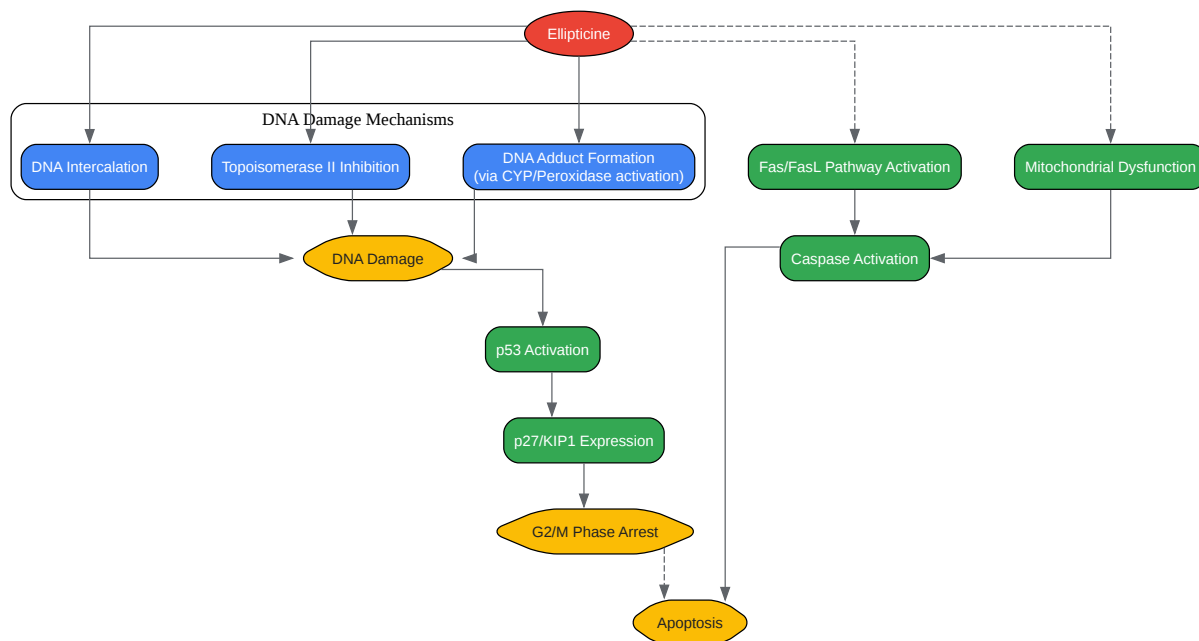 Ellipticine
DNA Damage Mechanisms
DNA Intercalation
Topoisomerase II Inhibition
DNA Adduct Formation
(via CYP/Peroxidase activation)
Fas/FasL Pathway Activation
Mitochondrial Dysfunction
DNA Damage
Caspase Activation
p53 Activation
p27/KIP1 Expression
G2/M Phase Arrest
Apoptosis